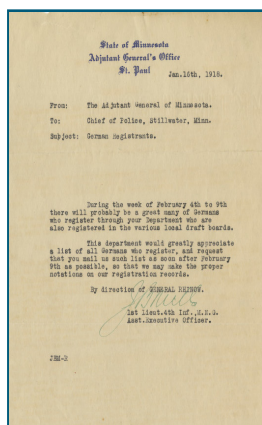 State of Minnesota
Adjutant General's Office
St. Paul
Jan.15th, 1918.
From: The Adjutant General of Minnesota.
To: Chief of Police, Stillwater, Minn.
Subject: German Registrants.
During the week of February 4th to 9th
there will probably be a great many of Germans
who register through your Department who are
also registered in the various local draft boards.
This department would greatly appreciate
a list of all Germans who register, and request
that you mail us such list as soon after February
9th as possible, so that we may make the proper
notations on our registration records.
By direction of GENERAL RHINOW.
1st Lieut.4th Inf.,M.N.G.
Asst.Executive Officer.